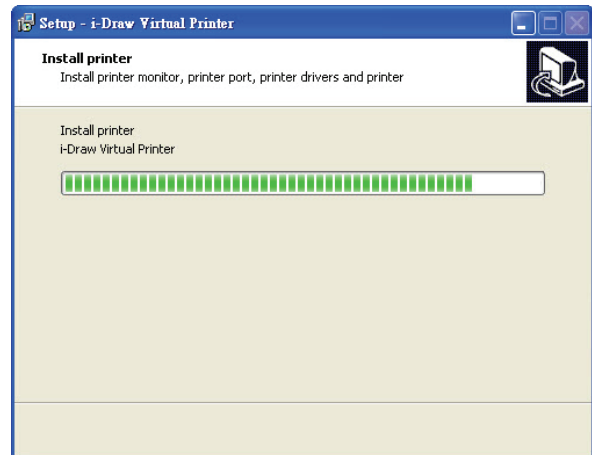 Setup - i-Draw Virtual Printer
Install printer
Install printer monitor, printer port, printer drivers and printer
Install printer
i-Draw Virtual Printer